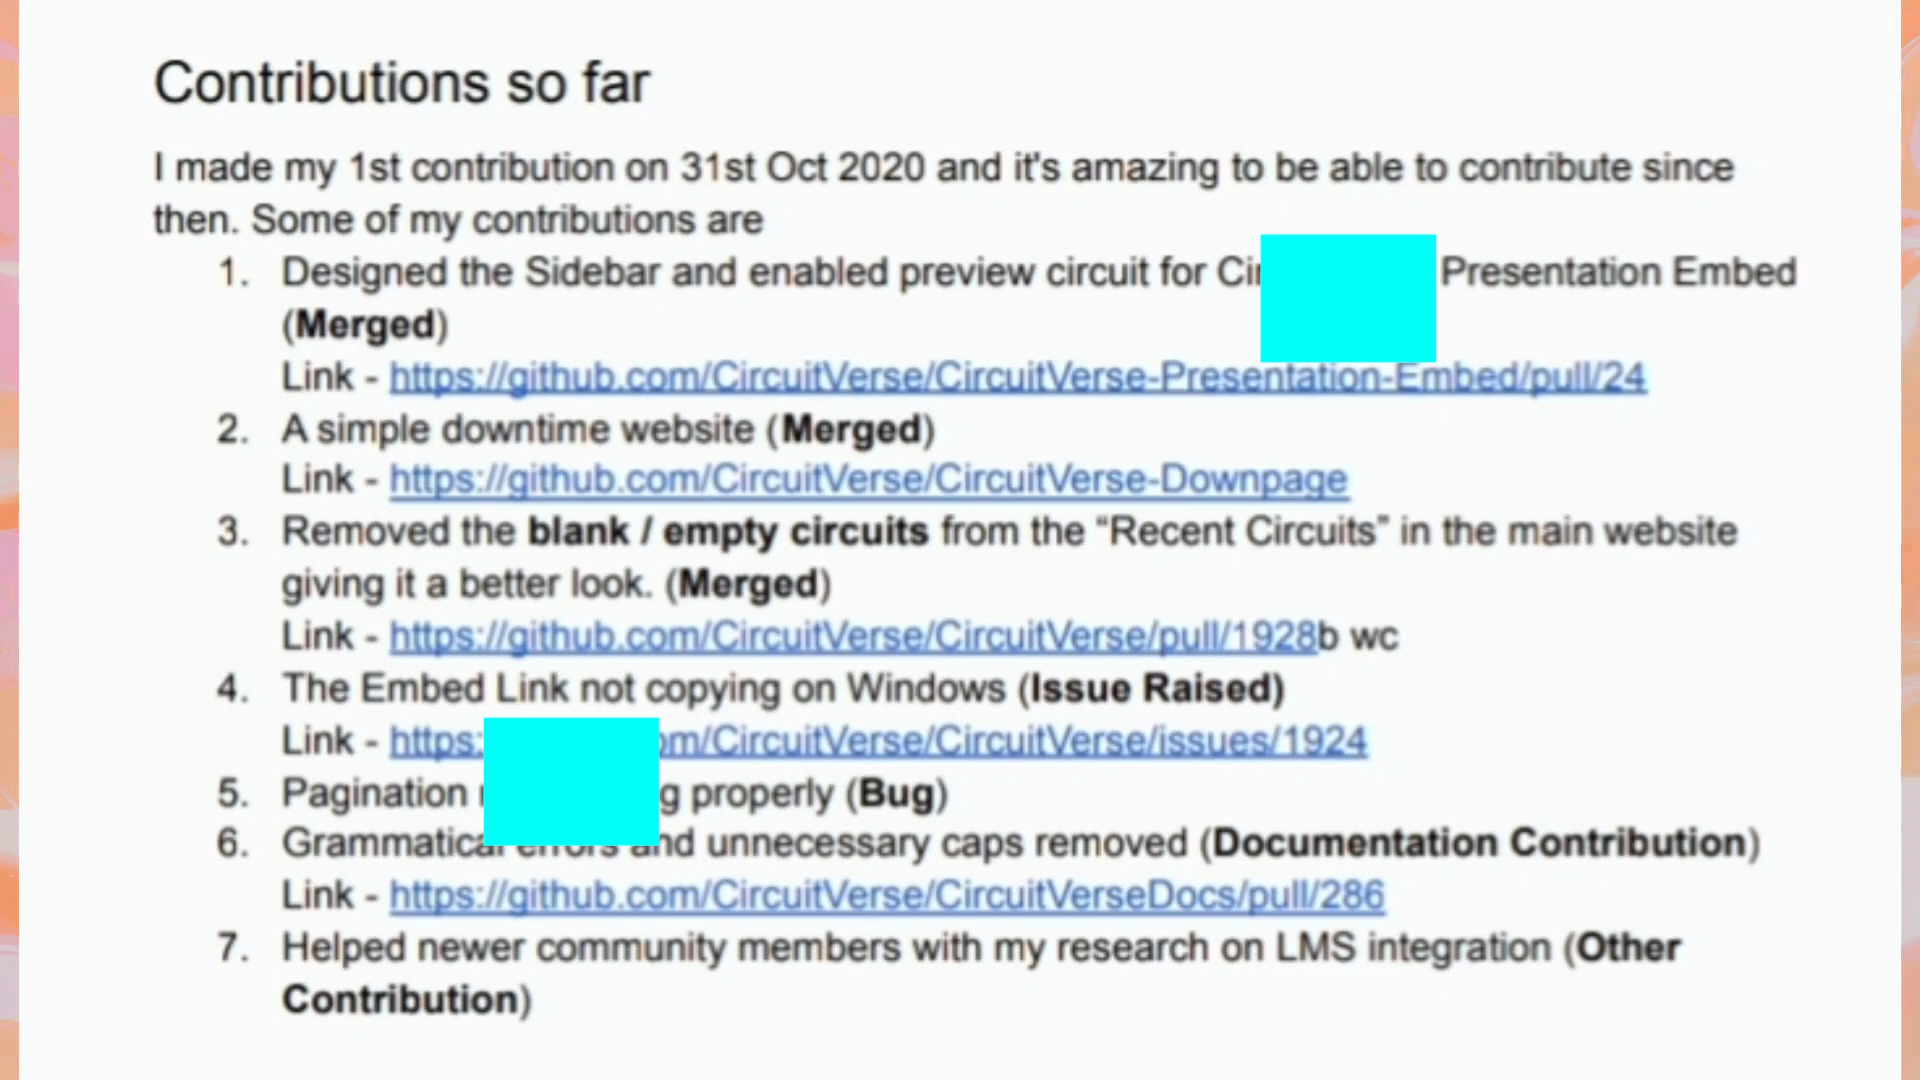 Contributions so far
I made my 1st contribution on 31st Oct 2020 and it's amazing to be able to contribute since
then. Some of my contributions are
1. Designed the Sidebar and enabled preview circuit for Presentation Embed
(Merged)
Link - https://github.com/CircuitVerse/CircuitVerse-Presentation-Embed/pull/24
2. A simple downtime website (Merged)
Link - https://github.com/CircuitVerse/CircuitVerse-Downpage
3. Removed the blank / empty circuits from the “Recent Circuits” in the main website
giving it a better look. (Merged)
Link - https://github.com/CircuitVerse/CircuitVerse/pull/1928b wc
4. The Embed Link not copying on Windows (Issue Raised)
Link - https: m/CircuitVerse/CircuitVerse/issues/1924
5. Pagination properly (Bug)
6. Grammatical errors and unnecessary caps removed (Documentation Contribution)
Link - https://github.com/CircuitVerse/CircuitVerseDocs/pull/286
7. Helped newer community members with my research on LMS integration (Other
Contribution)